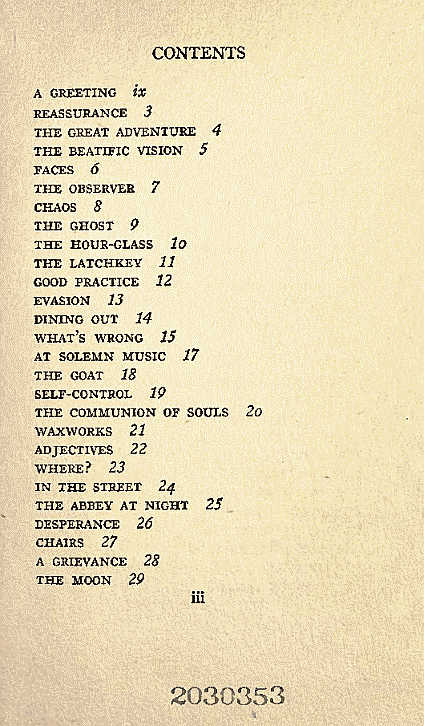 CONTENTS
A GREETING ix
REASSURANCE 3
THE GREAT ADVENTURE 4
THE BEATIFIC VISION 5
FACES 6
THE OBSERVER 7
CHAOS 8
THE GHOST 9
THE HOUR-GLASS 10
THE LATCHKEY 11
GOOD PRACTICE 12
EVASION 13
DINING OUT 14
WHAT'S WRONG 15
AT SOLEMN MUSIC 17
THE GOAT 18
SELF-CONTROL 19
THE COMMUNION OF SOULS 20
WAXWORKS 21
ADJECTIVES 22
WHERE? 23
IN THE STREET 24
THE ABBEY AT NIGHT 25
DESPERANCE 26
CHAIRS 27
A GRIEVANCE 28
THE MOON 29
iii
2030353